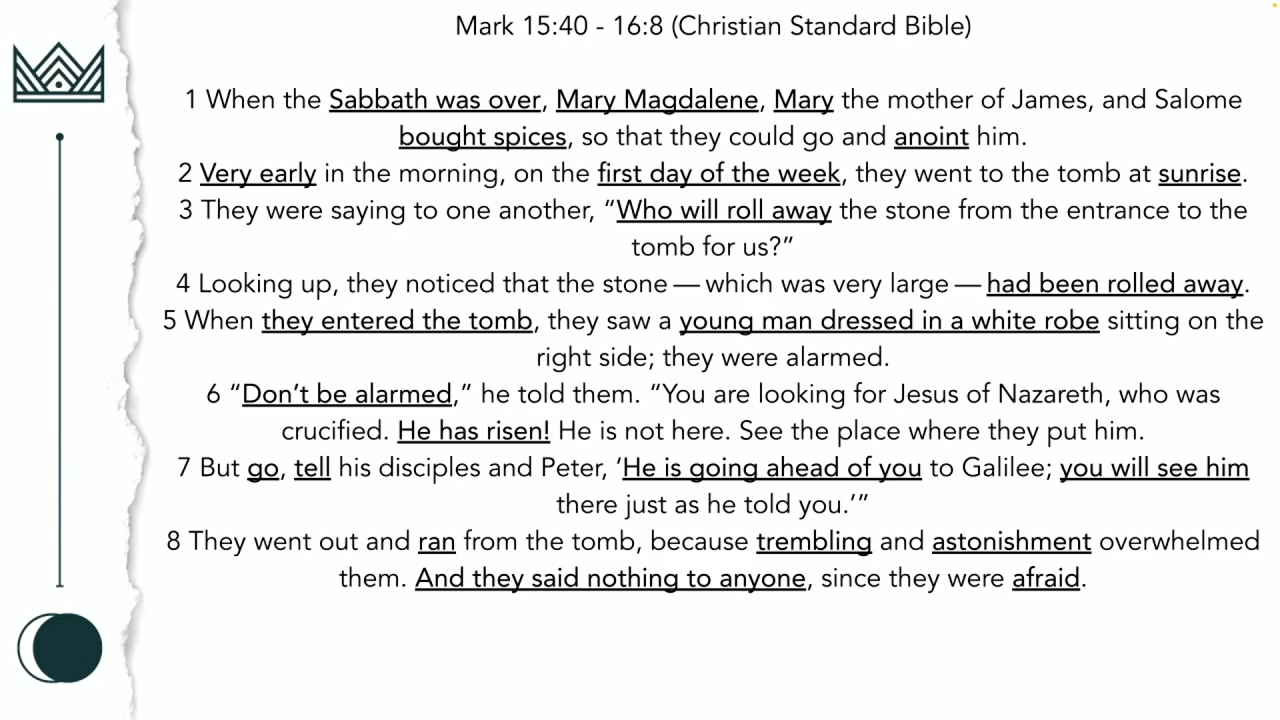 Mark 15:40 - 16:8 (Christian Standard Bible)
1 When the Sabbath was over, Mary Magdalene, Mary the mother of James, and Salome
bought spices, so that they could go and anoint him.
2 Very early in the morning, on the first day of the week, they went to the tomb at sunrise.
3 They were saying to one another, “Who will roll away the stone from the entrance to the
tomb for us?”
4 Looking up, they noticed that the stone — which was very large — had been rolled away.
5 When they entered the tomb, they saw a young man dressed in a white robe sitting on the
right side; they were alarmed.
6 “Don’t be alarmed,” he told them. “You are looking for Jesus of Nazareth, who was
crucified. He has risen! He is not here. See the place where they put him.
7 But go, tell his disciples and Peter, ‘He is going ahead of you to Galilee; you will see him
there just as he told you.’”
8 They went out and ran from the tomb, because trembling and astonishment overwhelmed
them. And they said nothing to anyone, since they were afraid.